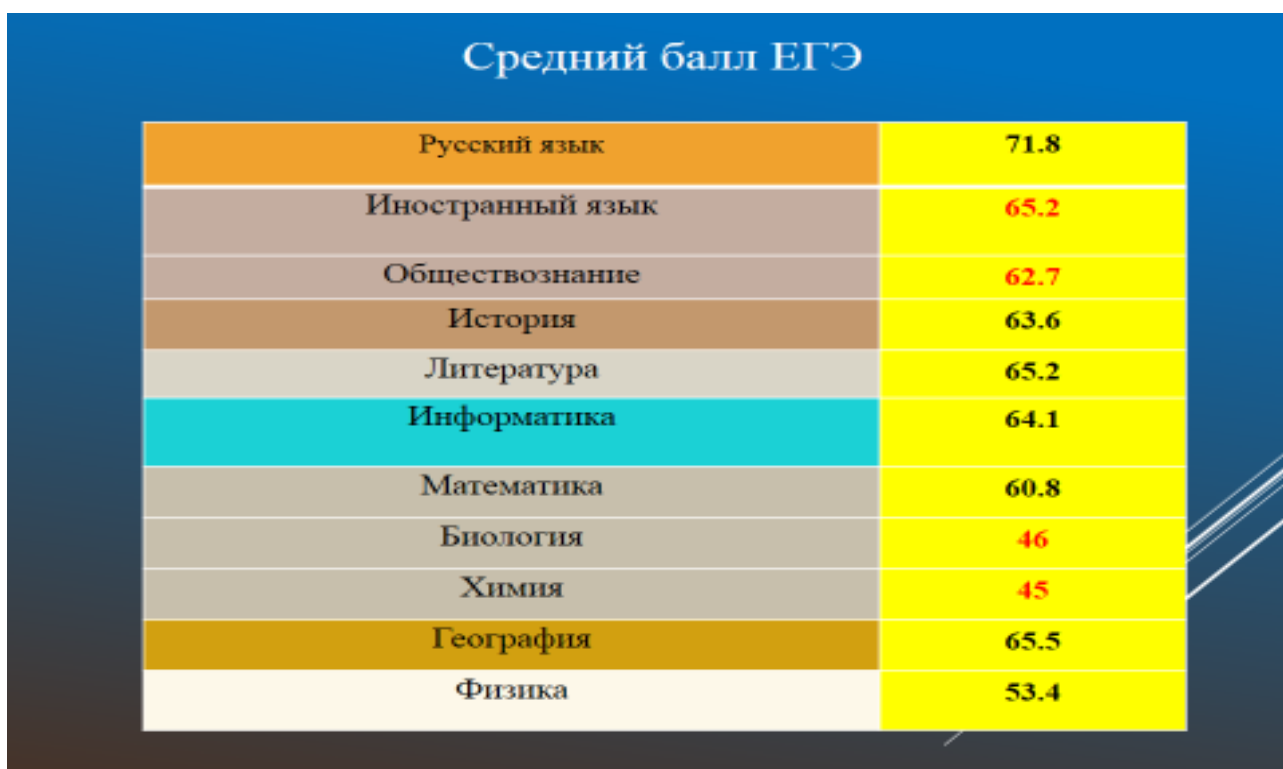 Средний балл ЕГЭ
Русский язык 71.8
Иностранный язык 65.2
Обществознание 62.7
История 63.6
Литература 65.2
Информатика 64.1
Математика 60.8
Биология 46
Химия 45
География 65.5
Физика 53.4